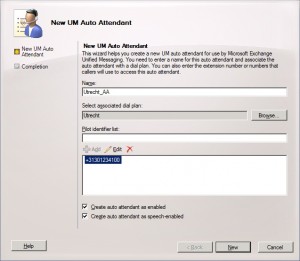 New UM Auto Attendant
New UM Auto Attendant
Completion
New UM Auto Attendant
This wizard helps you create a new UM auto attendant for use by Microsoft Exchange Unified Messaging. You need to enter a name for this auto attendant and associate the auto attendant with a dial plan. You can also enter the extension number or numbers that callers will use to access this auto attendant.
Name:
Utrecht_AA
Select associated dial plan:
Utrecht
Browse...
Pilot identifier list:
Add
Edit
+31301234100
Create auto attendant as enabled
Create auto attendant as speech-enabled
Help
< Back
New
Cancel